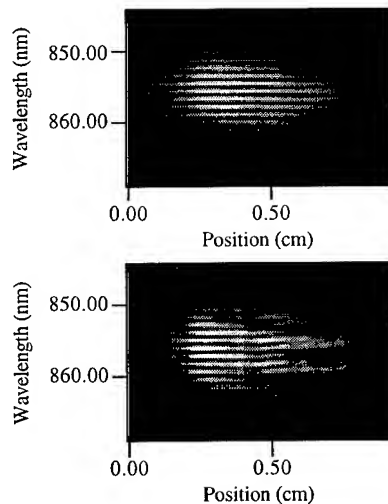 Wavelength (nm)
850.00
860.00
0.00
0.50
Position (cm)
Wavelength (nm)
850.00
860.00
0.00
0.50
Position (cm)